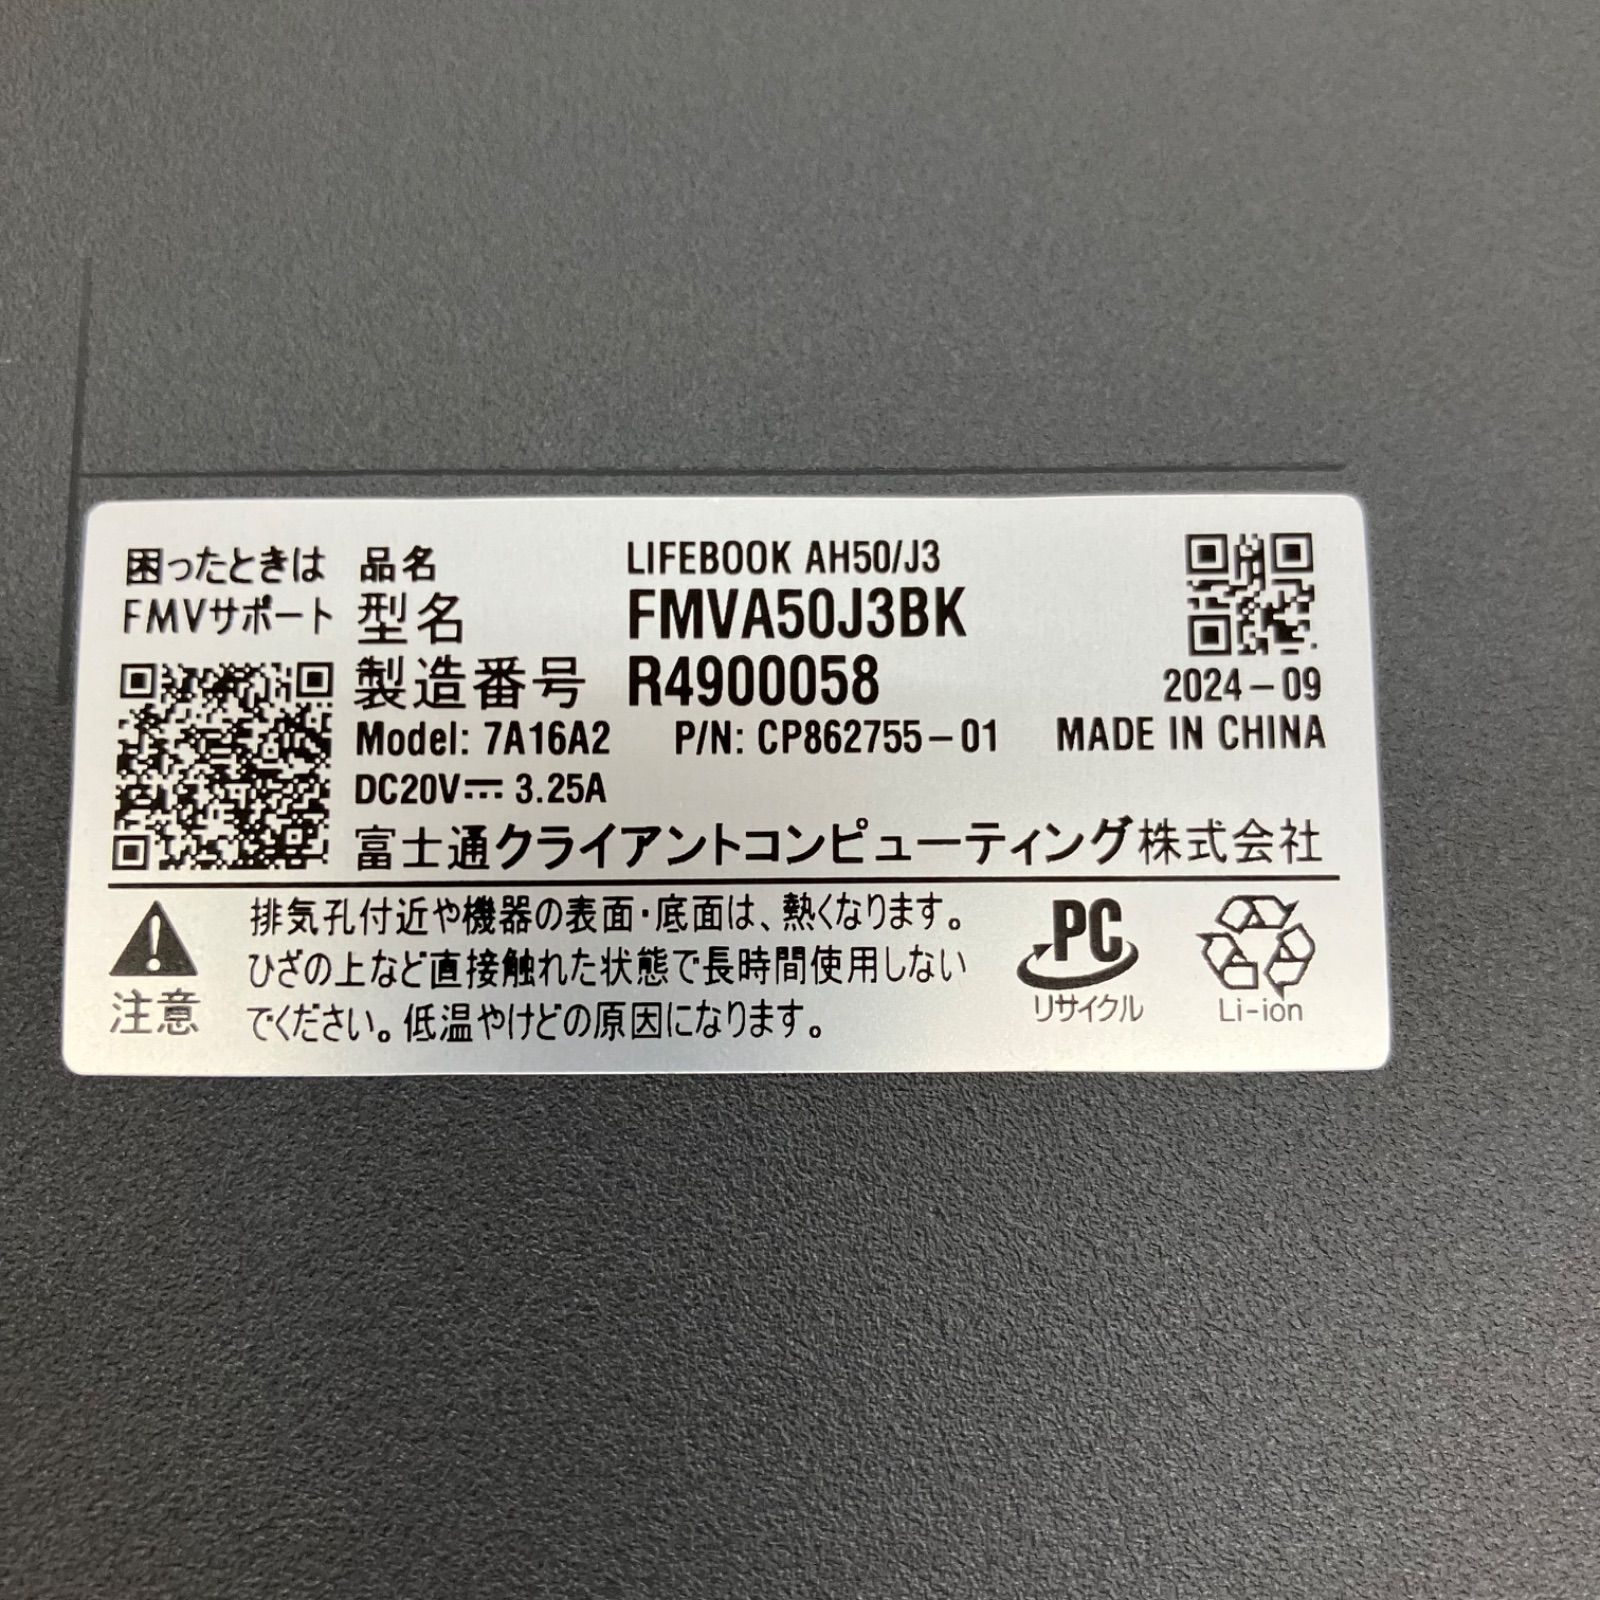 困ったときは
FMVサポート
品名 LIFEBOOK AH50/J3
型名 FMVA50J3BK
製造番号 R4900058
2024-09
Model: 7A16A2 P/N: CP862755-01 MADE IN CHINA
DC20V⎓3.25A
富士通クライアントコンピューティング株式会社
注意
排気孔付近や機器の表面・底面は、熱くなります。
ひざの上など直接触れた状態で長時間使用しない
でください。低温やけどの原因になります。
PC
リサイクル
Li-ion